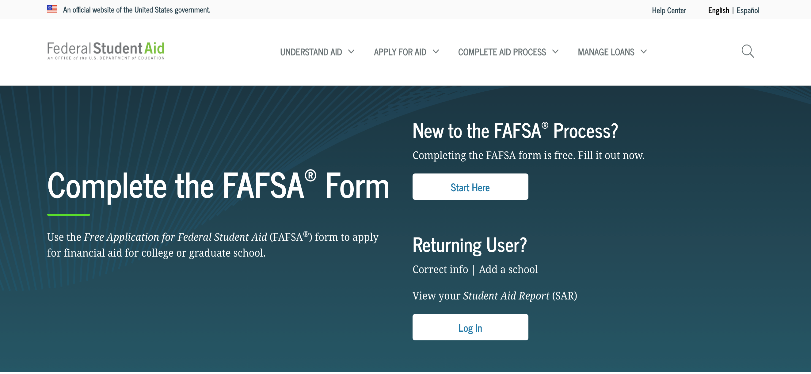 An official website of the United States government.
Help Center
English | Español
Federal Student Aid
AN OFFICE of the U.S. DEPARTMENT of EDUCATION
UNDERSTAND AID
APPLY FOR AID
COMPLETE AID PROCESS
MANAGE LOANS
Complete the FAFSA® Form
Use the Free Application for Federal Student Aid (FAFSA®) form to apply
for financial aid for college or graduate school.
New to the FAFSA® Process?
Completing the FAFSA form is free. Fill it out now.
Start Here
Returning User?
Correct info | Add a school
View your Student Aid Report (SAR)
Log In